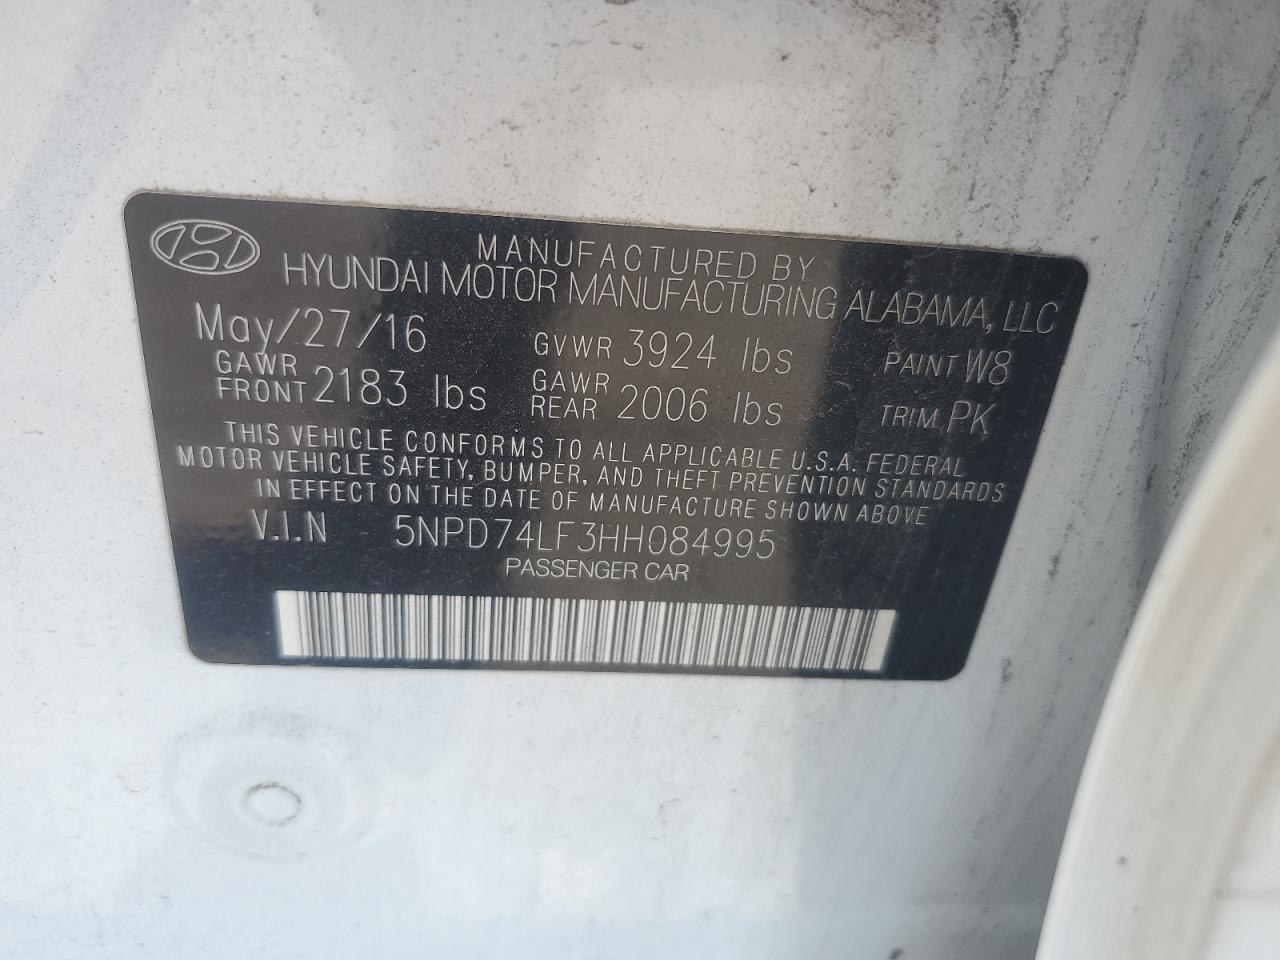 MANUFACTURED BY
HYUNDAI MOTOR MANUFACTURING ALABAMA, LLC
May/27/16 GVWR 3924 lbs PAINT W8
GAWR FRONT 2183 lbs GAWR REAR 2006 lbs TRIM PK
THIS VEHICLE CONFORMS TO ALL APPLICABLE U.S.A. FEDERAL
MOTOR VEHICLE SAFETY, BUMPER, AND THEFT PREVENTION STANDARDS
IN EFFECT ON THE DATE OF MANUFACTURE SHOWN ABOVE
V.I.N 5NPD74LF3HH084995
PASSENGER CAR